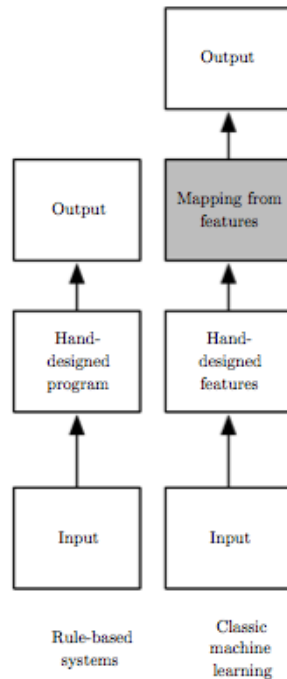 Output
Output
Mapping from
features
Hand-
designed
program
Hand-
designed
features
Input
Input
Rule-based
systems
Classic
machine
learning